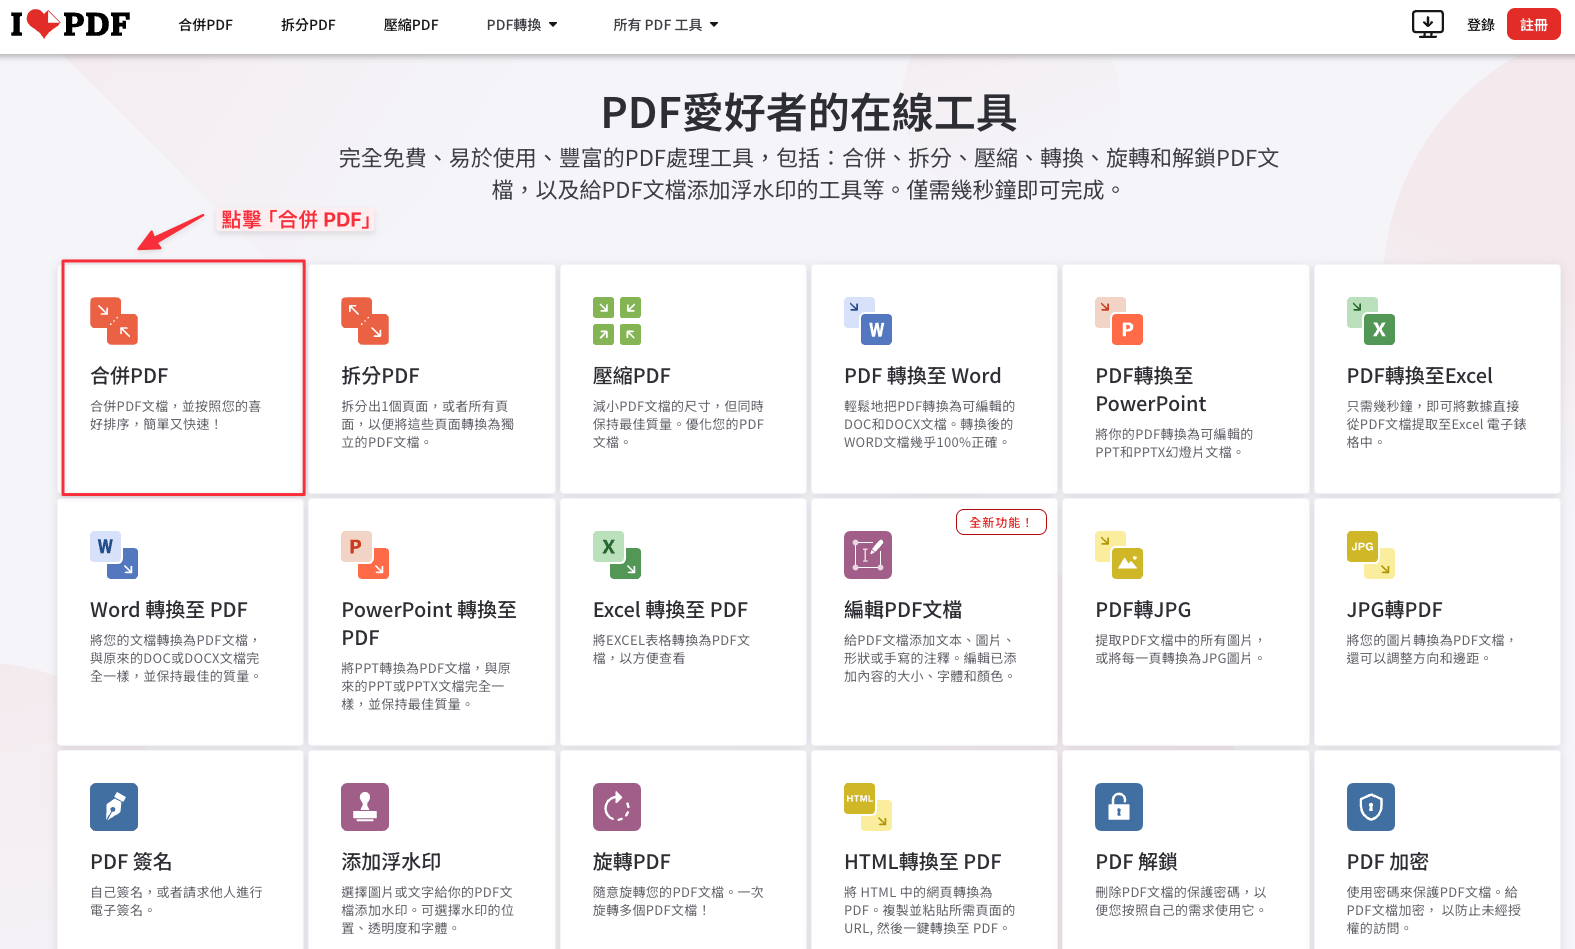 I PDF
合併PDF
拆分PDF
壓縮PDF
PDF轉換
所有 PDF 工具
登錄
註冊
PDF愛好者的在線工具
完全免費、易於使用、豐富的PDF處理工具，包括：合併、拆分、壓縮、轉換、旋轉和解鎖PDF文
檔，以及給PDF文檔添加浮水印的工具等。僅需幾秒鐘即可完成。
點擊「合併 PDF」
合併PDF
合併PDF文檔，並按照您的喜
好排序，簡單又快速！
拆分PDF
拆分出1個頁面，或者所有頁
面，以便將這些頁面轉換為獨
立的PDF文檔。
壓縮PDF
減小PDF文檔的尺寸，但同時
保持最佳質量。優化您的PDF
文檔。
W
PDF 轉換至 Word
輕鬆地把PDF轉換為可編輯的
DOC和DOCX文檔。轉換後的
WORD文檔幾乎100%正確。
P
PDF轉換至
PowerPoint
將你的PDF轉換為可編輯的
PPT和PPTX幻燈片文檔。
X
PDF轉換至Excel
只需幾秒鐘，即可將數據直接
從PDF文檔提取至Excel 電子錶
格中。
W
Word 轉換至 PDF
將您的文檔轉換為PDF文檔，
與原來的DOC或DOCX文檔完
全一樣，並保持最佳的質量。
P
PowerPoint 轉換至
PDF
將PPT轉換為PDF文檔，與原
來的PPT或PPTX文檔完全一
樣，並保持最佳質量。
X
Excel 轉換至 PDF
將EXCEL表格轉換為PDF文
檔，以方便查看
全新功能！
編輯PDF文檔
給PDF文檔添加文本、圖片、
形狀或手寫的注釋。編輯已添
加內容的大小、字體和顏色。
PDF轉JPG
提取PDF文檔中的所有圖片，
或將每一頁轉換為JPG圖片。
JPG
JPG轉PDF
將您的圖片轉換為PDF文檔，
還可以調整方向和邊距。
PDF 簽名
自己簽名，或者請求他人進行
電子簽名。
添加浮水印
選擇圖片或文字給你的PDF文
檔添加水印。可選擇水印的位
置、透明度和字體。
旋轉PDF
隨意旋轉您的PDF文檔。一次
旋轉多個PDF文檔！
HTML
HTML轉換至 PDF
將 HTML 中的網頁轉換為
PDF。複製並粘貼所需頁面的
URL, 然後一鍵轉換至 PDF。
PDF 解鎖
刪除PDF文檔的保護密碼，以
便您按照自己的需求使用它。
PDF 加密
使用密碼來保護PDF文檔。給
PDF文檔加密， 以防止未經授
權的訪問。